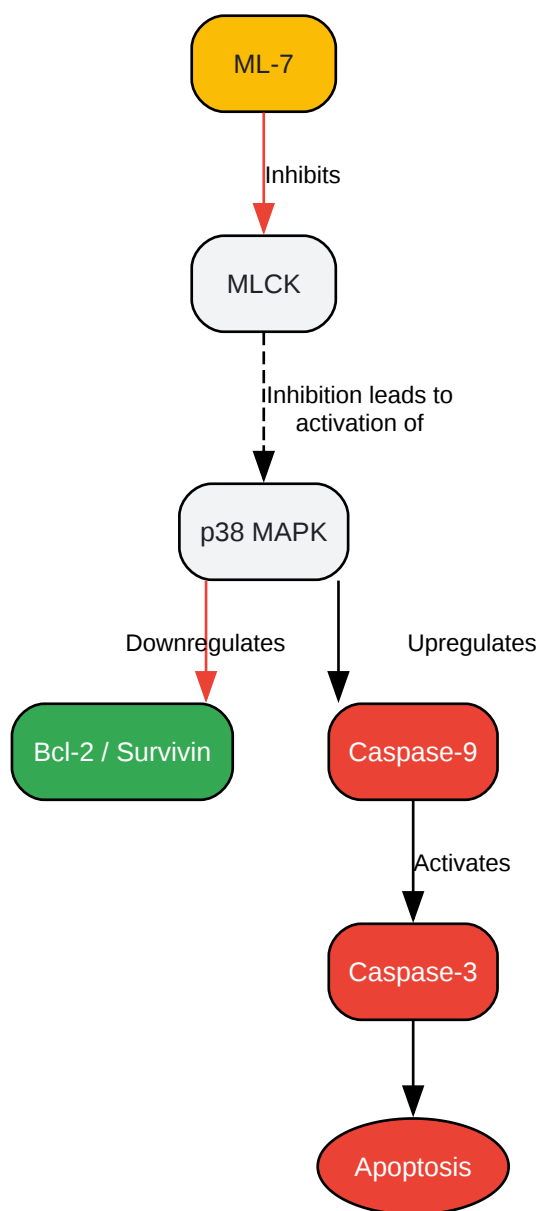 ML-7
Inhibits
MLCK
Inhibition leads to
activation of
p38 MAPK
Downregulates
Upregulates
Bcl-2 / Survivin
Caspase-9
Activates
Caspase-3
Apoptosis